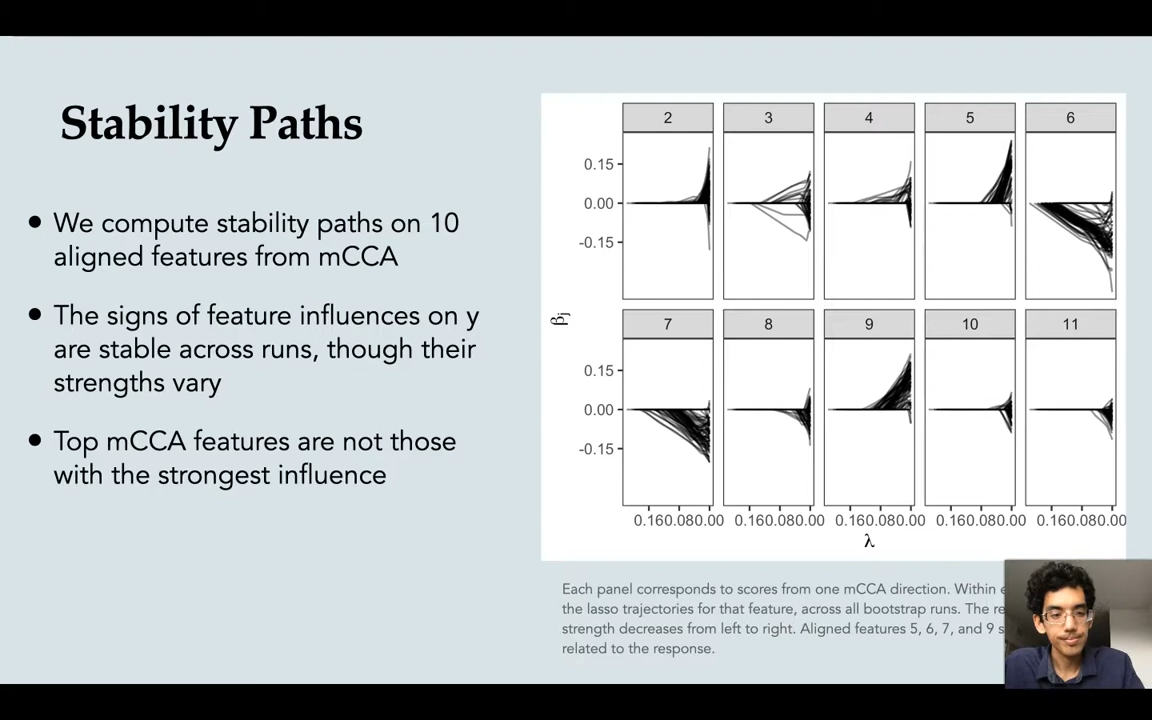 Stability Paths
● We compute stability paths on 10
aligned features from mCCA
● The signs of feature influences on y
are stable across runs, though their
strengths vary
● Top mCCA features are not those
with the strongest influence
2 3 4 5 6
0.15
0.00
-0.15
βj
7 8 9 10 11
0.15
0.00
-0.15
0.160.080.00 0.160.080.00 0.160.080.00 0.160.080.00 0.160.080.00
λ
Each panel corresponds to scores from one mCCA direction. Within
the lasso trajectories for that feature, across all bootstrap runs. The
strength decreases from left to right. Aligned features 5, 6, 7, and 9
related to the response.